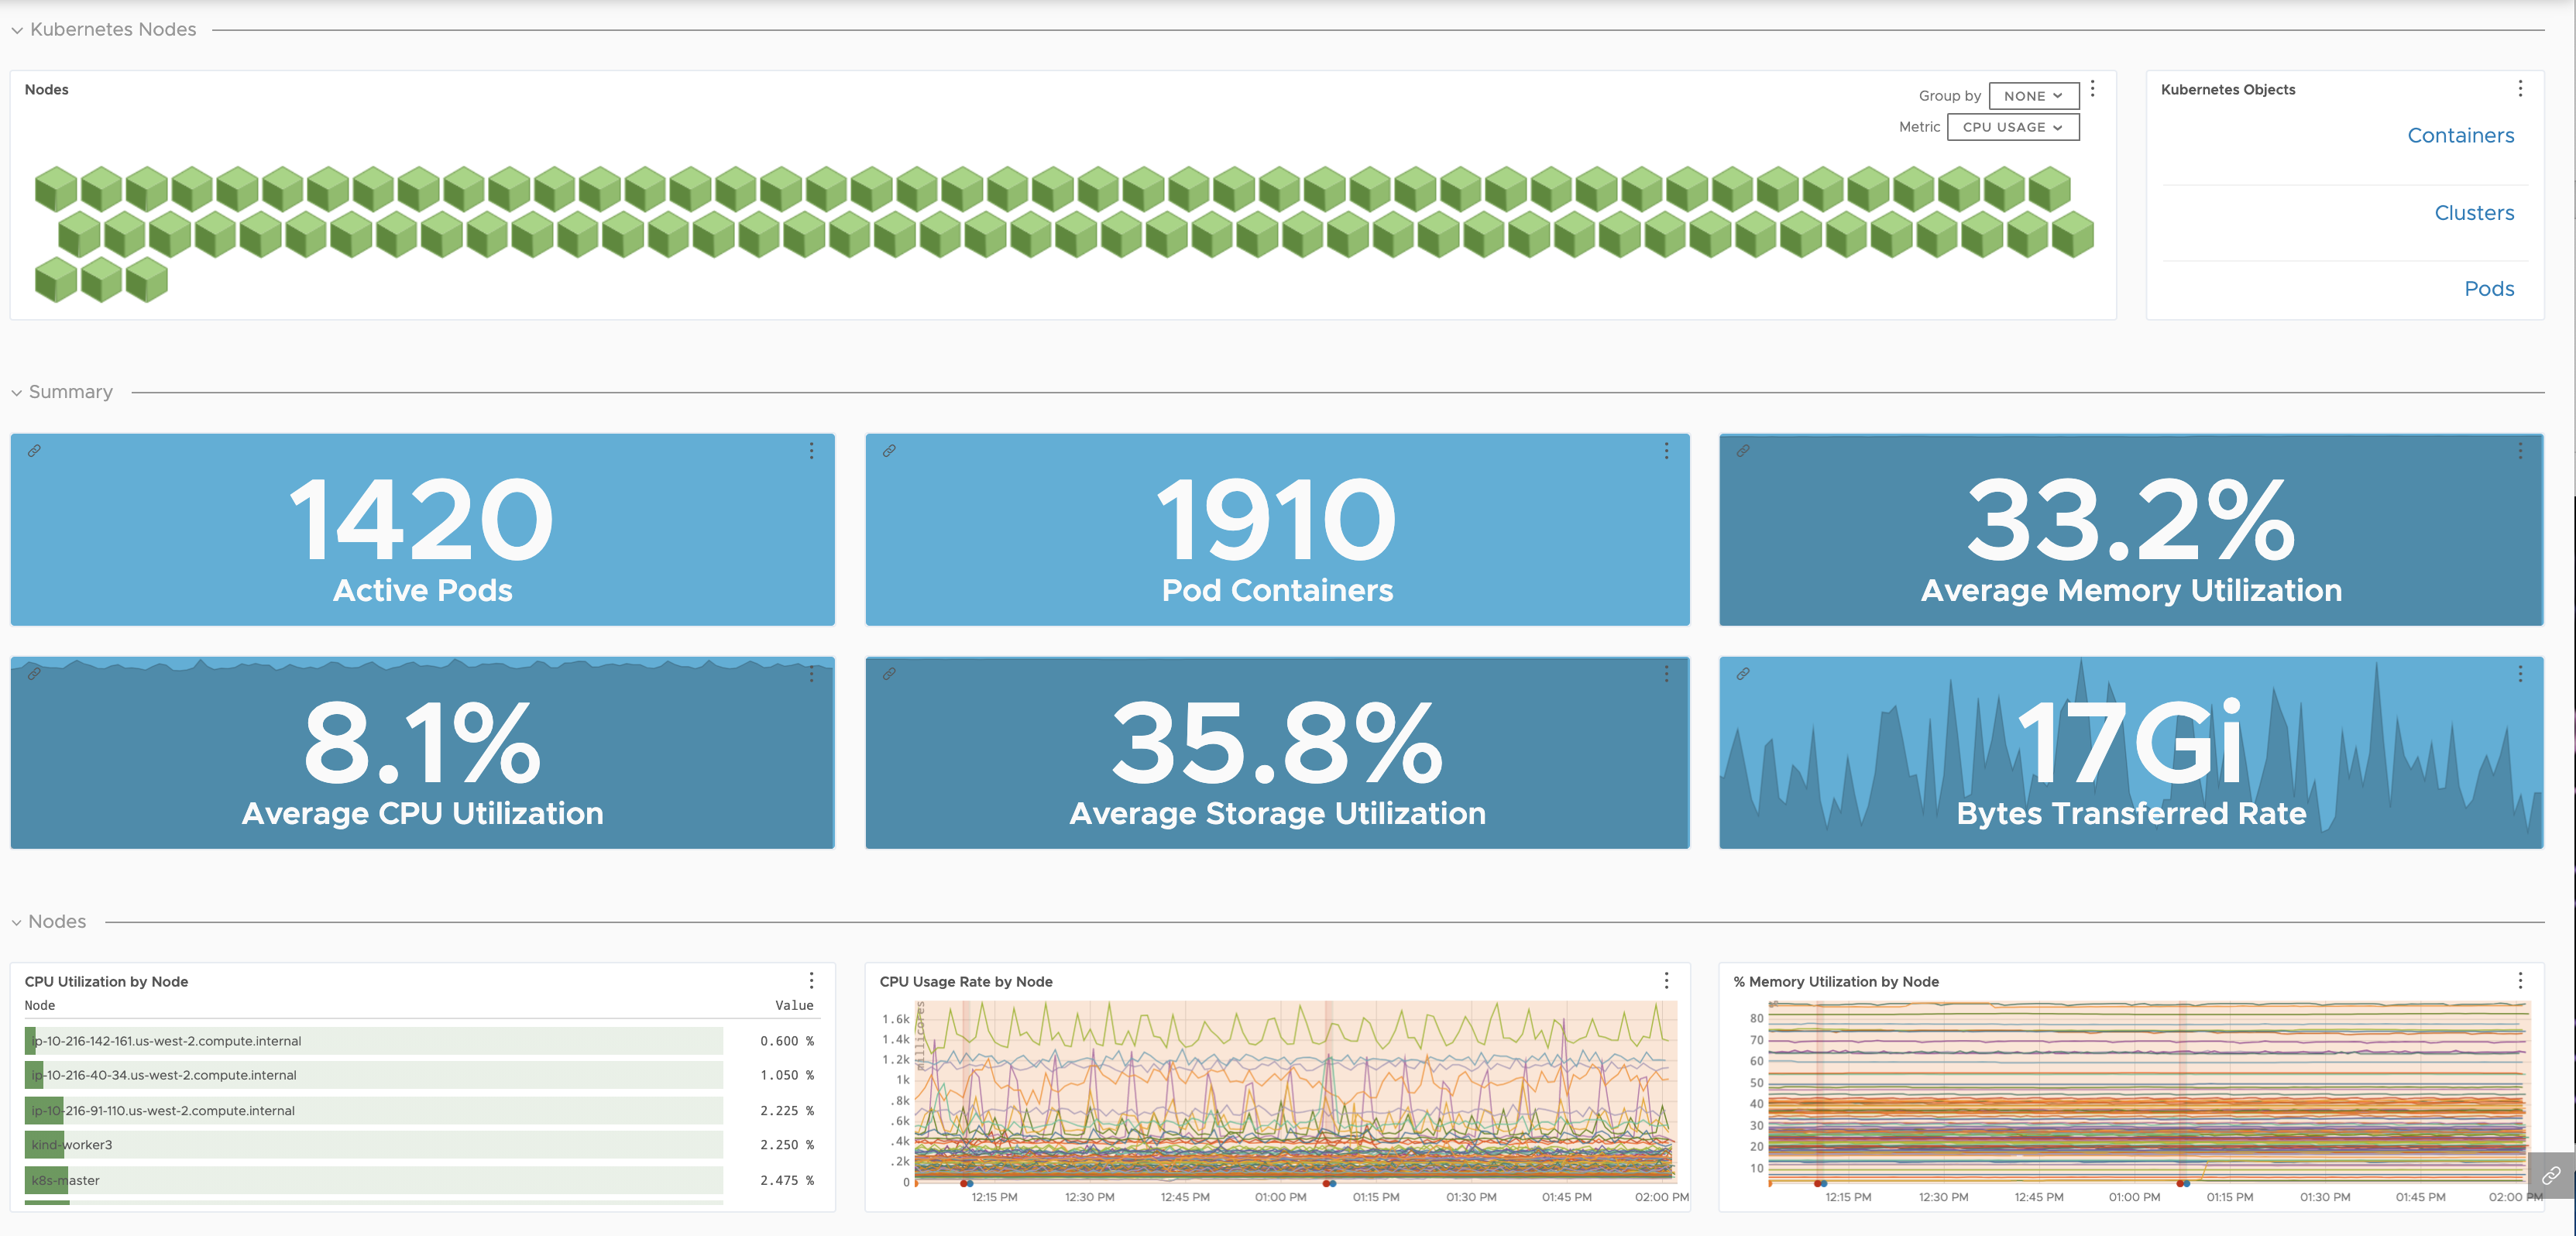 Kubernetes Nodes
Nodes
Group by NONE
Metric CPU USAGE
Kubernetes Objects
Containers
Clusters
Pods
Summary
1420
Active Pods
1910
Pod Containers
33.2%
Average Memory Utilization
8.1%
Average CPU Utilization
35.8%
Average Storage Utilization
17Gi
Bytes Transferred Rate
Nodes
CPU Utilization by Node
Node Value
ip-10-216-142-161.us-west-2.compute.internal 0.600 %
ip-10-216-40-34.us-west-2.compute.internal 1.050 %
ip-10-216-91-110.us-west-2.compute.internal 2.225 %
kind-worker3 2.250 %
k8s-master 2.475 %
CPU Usage Rate by Node
millicores
1.6k
1.4k
1.2k
1k
.8k
.6k
.4k
.2k
0
12:15 PM 12:30 PM 12:45 PM 01:00 PM 01:15 PM 01:30 PM 01:45 PM 02:00 PM
% Memory Utilization by Node
80
70
60
50
40
30
20
10
12:15 PM 12:30 PM 12:45 PM 01:00 PM 01:15 PM 01:30 PM 01:45 PM 02:00 PM